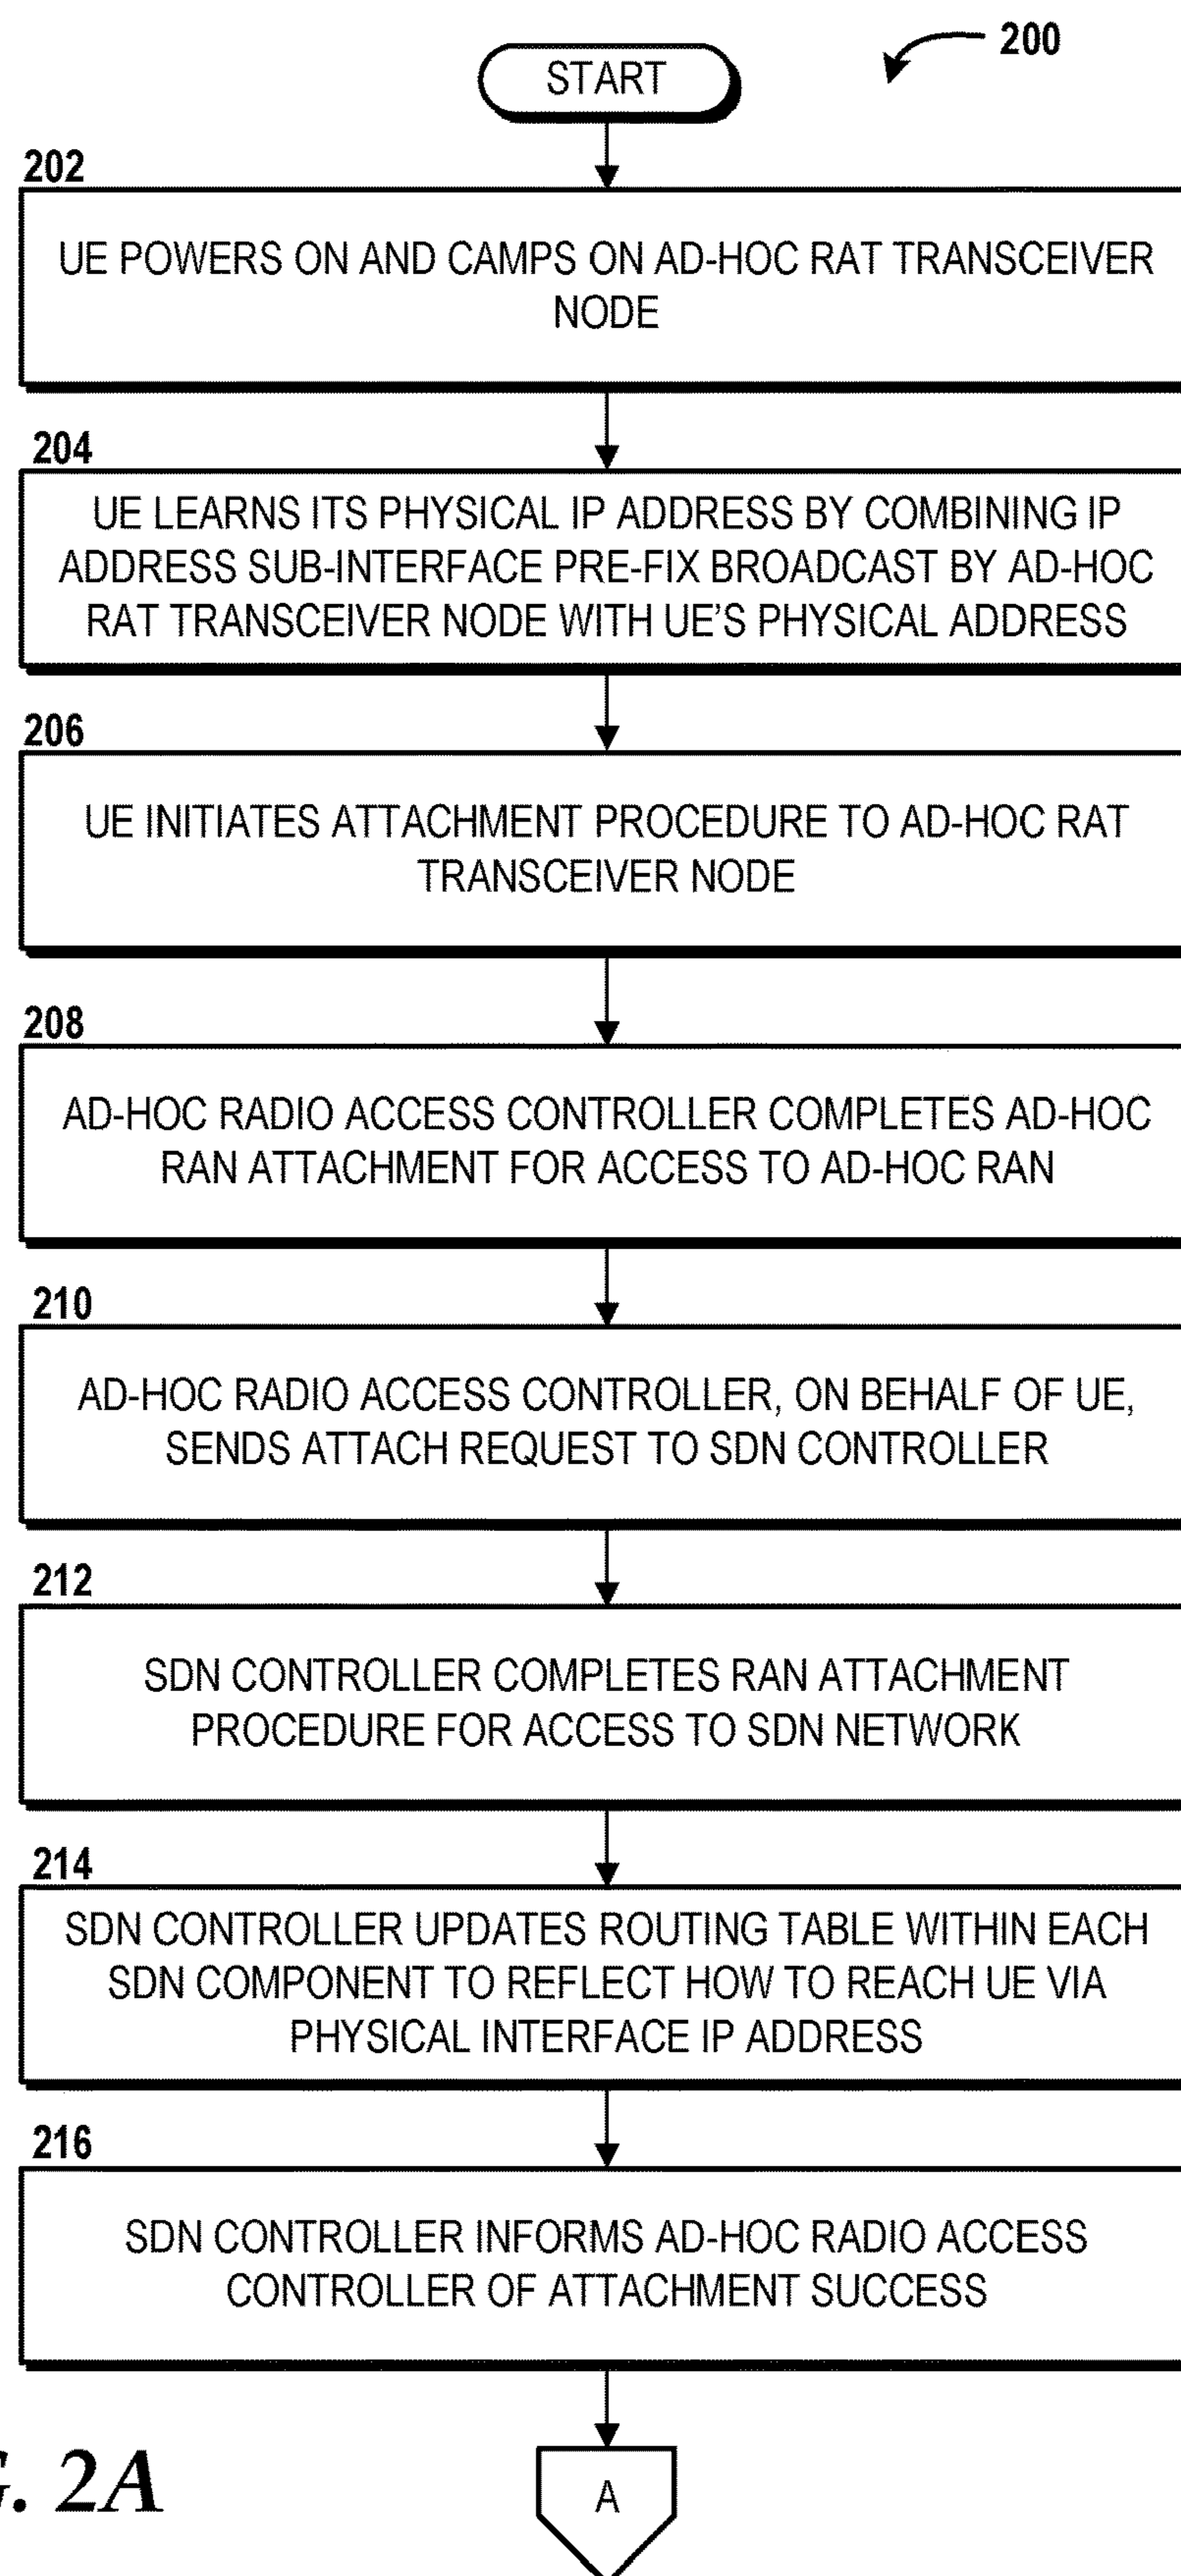 200
START
202
UE POWERS ON AND CAMPS ON AD-HOC RAT TRANSCEIVER
NODE
204
UE LEARNS ITS PHYSICAL IP ADDRESS BY COMBINING IP
ADDRESS SUB-INTERFACE PRE-FIX BROADCAST BY AD-HOC
RAT TRANSCEIVER NODE WITH UE'S PHYSICAL ADDRESS
206
UE INITIATES ATTACHMENT PROCEDURE TO AD-HOC RAT
TRANSCEIVER NODE
208
AD-HOC RADIO ACCESS CONTROLLER COMPLETES AD-HOC
RAN ATTACHMENT FOR ACCESS TO AD-HOC RAN
210
AD-HOC RADIO ACCESS CONTROLLER, ON BEHALF OF UE,
SENDS ATTACH REQUEST TO SDN CONTROLLER
212
SDN CONTROLLER COMPLETES RAN ATTACHMENT
PROCEDURE FOR ACCESS TO SDN NETWORK
214
SDN CONTROLLER UPDATES ROUTING TABLE WITHIN EACH
SDN COMPONENT TO REFLECT HOW TO REACH UE VIA
PHYSICAL INTERFACE IP ADDRESS
216
SDN CONTROLLER INFORMS AD-HOC RADIO ACCESS
CONTROLLER OF ATTACHMENT SUCCESS
G. 2A
A